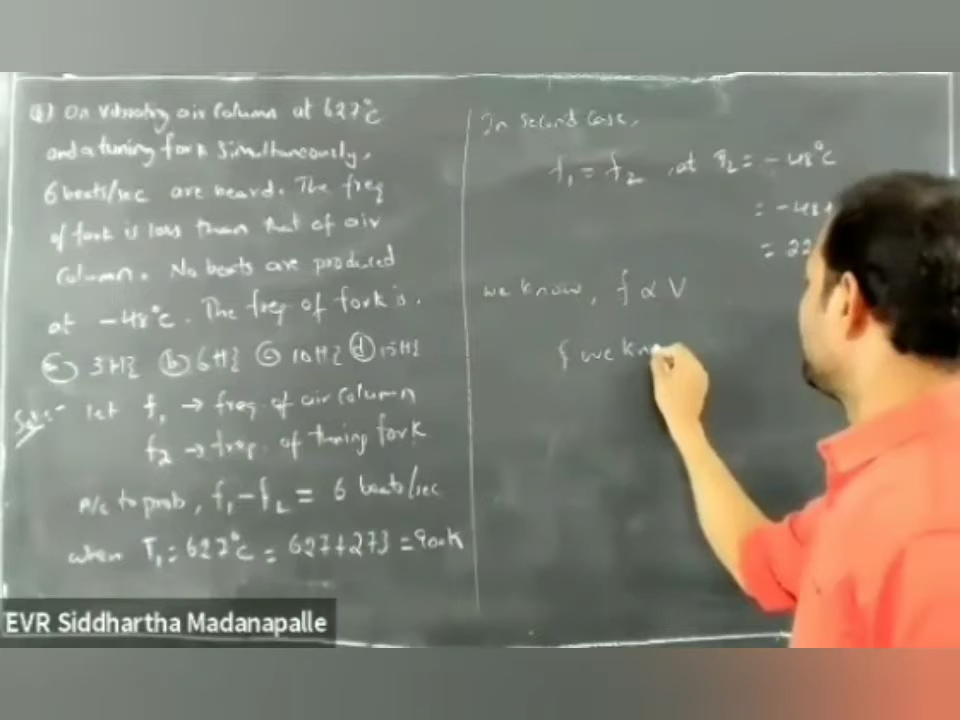 Q) On vibrating air column at 627°C
and a tuning fork simultaneously,
6 beats/sec are heard. The freq
of fork is less than that of air
column. No beats are produced
at -48°C. The freq of fork is.
a) 3Hz b) 6Hz c) 10Hz d) 15Hz
Sol:- let f₁ → freq. of air column
f₂ → freq. of tuning fork
A/c to prob, f₁-f₂ = 6 beats/sec
when T₁ = 627°C = 627+273 = 900K
In second case,
f₁ = f₂, at T₂ = -48°C
= -48+
= 22
we know, f ∝ V
{ we kno
EVR Siddhartha Madanapalle